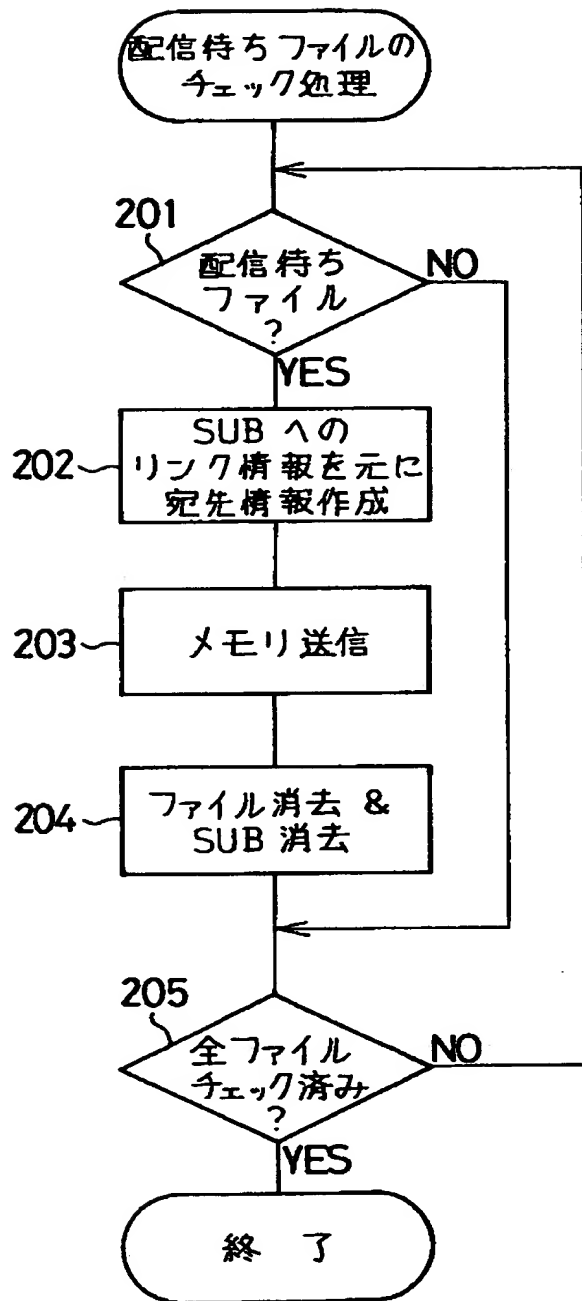 配信待ちファイルの
チェック処理
201
配信待ち
ファイル
?
NO
YES
202
SUBへの
リンク情報を元に
宛先情報作成
203
メモリ送信
204
ファイル消去 &
SUB 消去
205
全ファイル
チェック済み
?
NO
YES
終 了